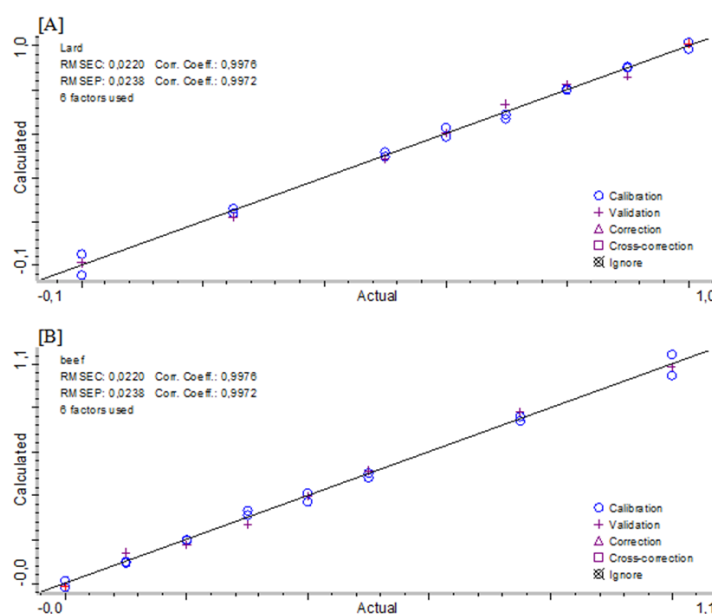 [A]
Lard
RMSEC: 0,0220 Corr. Coeff.: 0,9976
RMSEP: 0,0238 Corr. Coeff.: 0,9972
6 factors used
1,0
Calculated
-0,1
Calibration
Validation
Correction
Cross-correction
Ignore
-0,1
Actual
1,0
[B]
beef
RMSEC: 0,0220 Corr. Coeff.: 0,9976
RMSEP: 0,0238 Corr. Coeff.: 0,9972
6 factors used
1,1
Calculated
-0,0
Calibration
Validation
Correction
Cross-correction
Ignore
-0,0
Actual
1,1